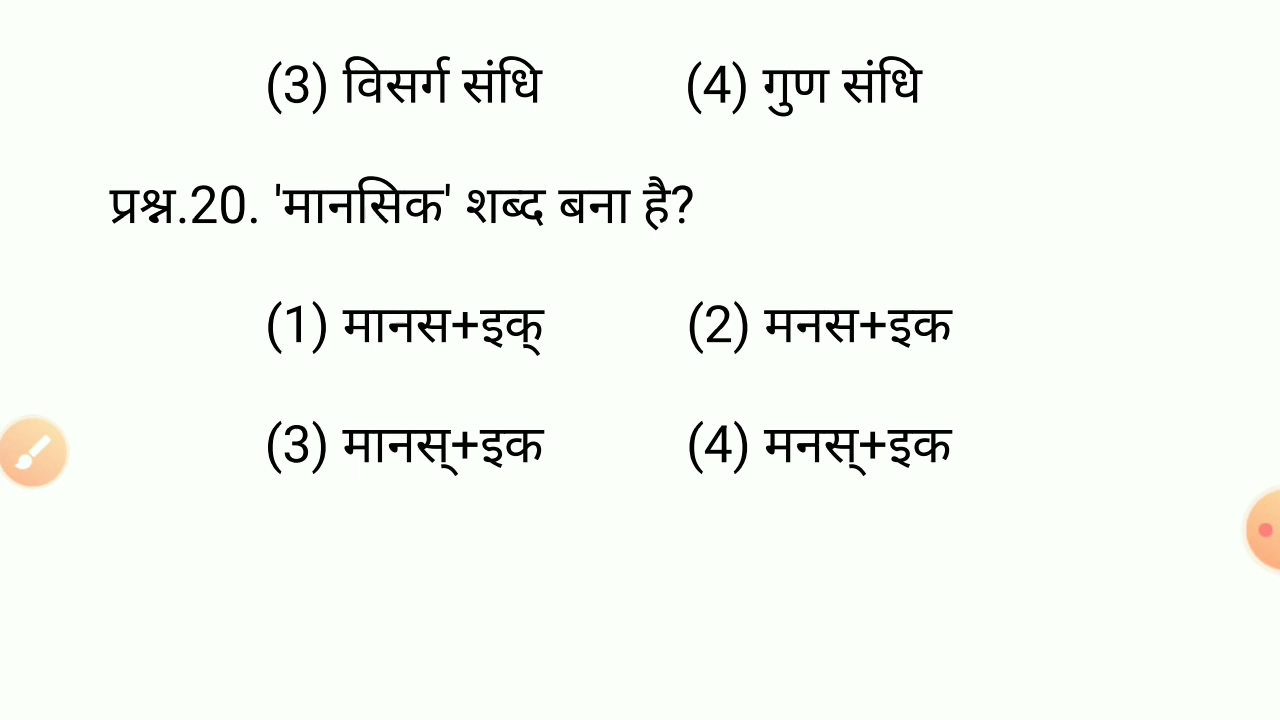 (3) विसर्ग संधि (4) गुण संधि
प्रश्न.20. 'मानसिक' शब्द बना है?
(1) मानस+इक् (2) मनस+इक
(3) मानस्+इक (4) मनस्+इक